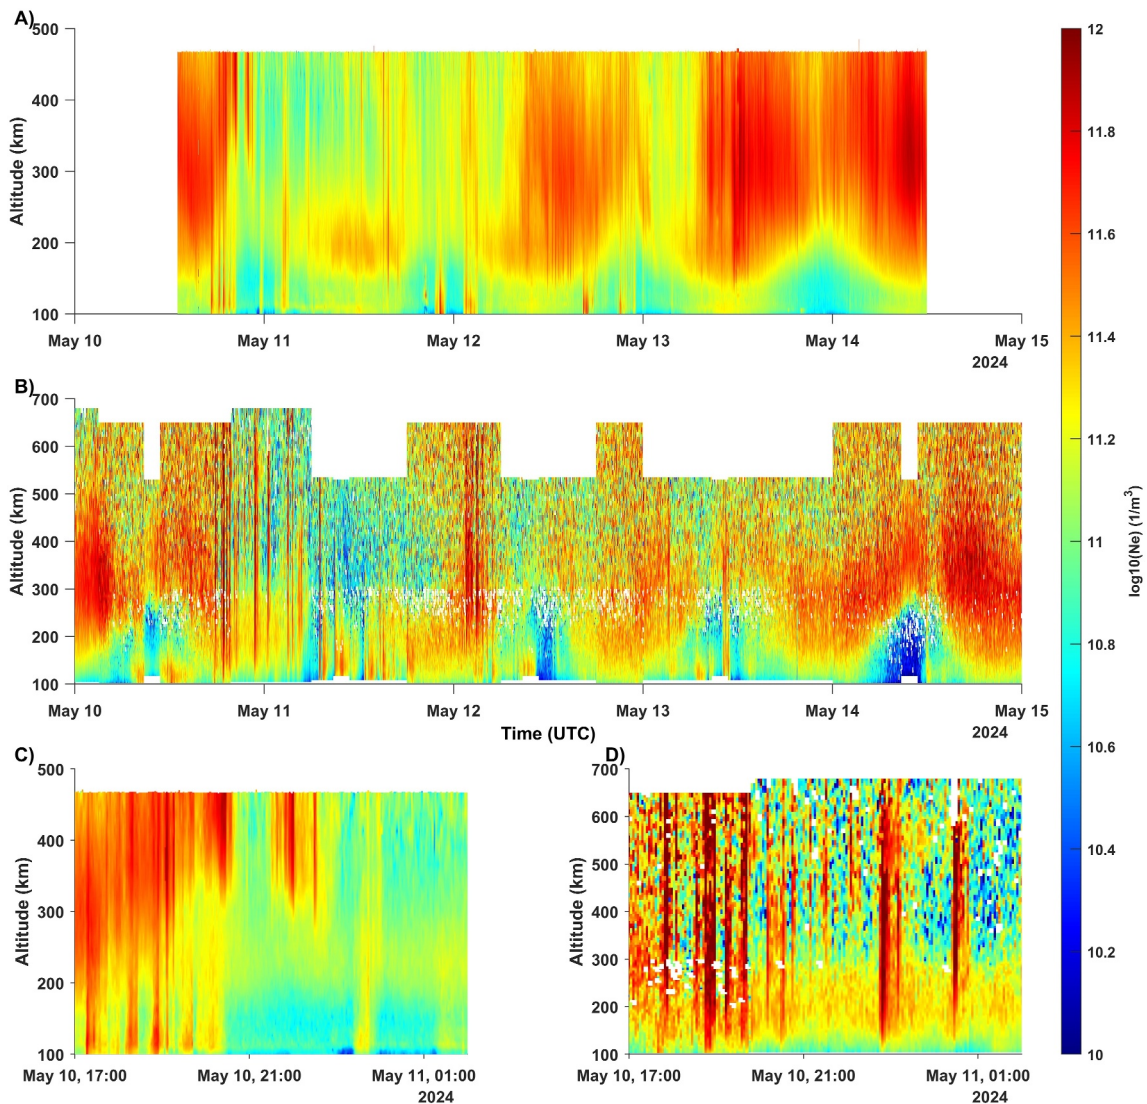 A)
500
400
300
200
100
Altitude (km)
May 10
May 11
May 12
May 13
May 14
May 15
2024
B)
700
600
500
400
300
200
100
Altitude (km)
May 10
May 11
May 12
May 13
May 14
May 15
Time (UTC)
2024
C)
500
400
300
200
100
Altitude (km)
May 10, 17:00
May 10, 21:00
May 11, 01:00
2024
D)
700
600
500
400
300
200
100
Altitude (km)
May 10, 17:00
May 10, 21:00
May 11, 01:00
2024
12
11.8
11.6
11.4
11.2
11
10.8
10.6
10.4
10.2
10
log10(Ne) (1/m³)